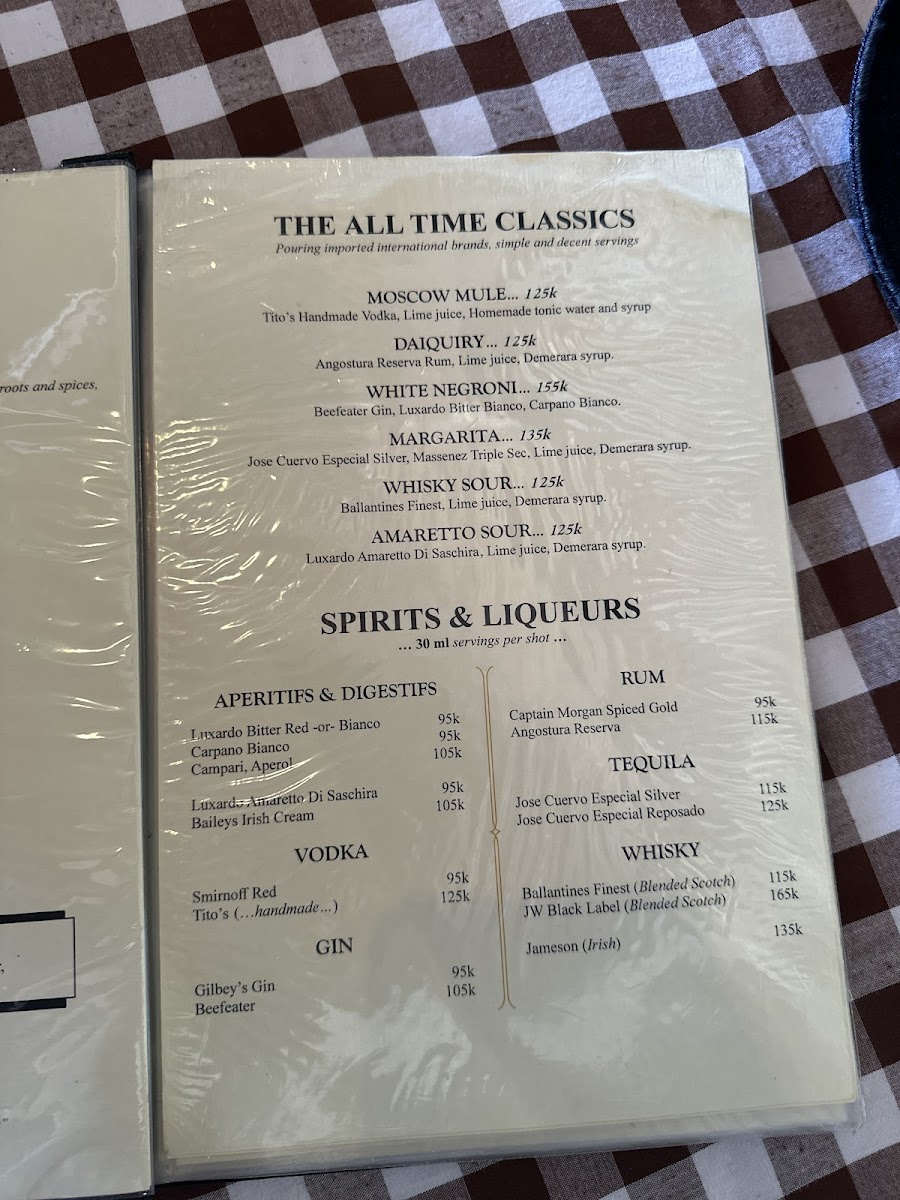 roots and spices,
THE ALL TIME CLASSICS
Pouring imported international brands, simple and decent servings
MOSCOW MULE... 125k
Tito's Handmade Vodka, Lime juice, Homemade tonic water and syrup
DAIQUIRY... 125k
Angostura Reserva Rum, Lime juice, Demerara syrup.
WHITE NEGRONI... 155k
Beefeater Gin, Luxardo Bitter Bianco, Carpano Bianco.
MARGARITA... 135k
Jose Cuervo Especial Silver, Massenez Triple Sec, Lime juice, Demerara syrup.
WHISKY SOUR... 125k
Ballantines Finest, Lime juice, Demerara syrup.
AMARETTO SOUR... 125k
Luxardo Amaretto Di Saschira, Lime juice, Demerara syrup.
SPIRITS & LIQUEURS
... 30 ml servings per shot ...
APERITIFS & DIGESTIFS
Luxardo Bitter Red -or- Bianco 95k
Carpano Bianco 95k
Campari, Aperol 105k
Luxardo Amaretto Di Saschira 95k
Baileys Irish Cream 105k
VODKA
Smirnoff Red 95k
Tito's (...handmade...) 125k
GIN
Gilbey's Gin 95k
Beefeater 105k
RUM
Captain Morgan Spiced Gold 95k
Angostura Reserva 115k
TEQUILA
Jose Cuervo Especial Silver 115k
Jose Cuervo Especial Reposado 125k
WHISKY
Ballantines Finest (Blended Scotch) 115k
JW Black Label (Blended Scotch) 165k
Jameson (Irish) 135k